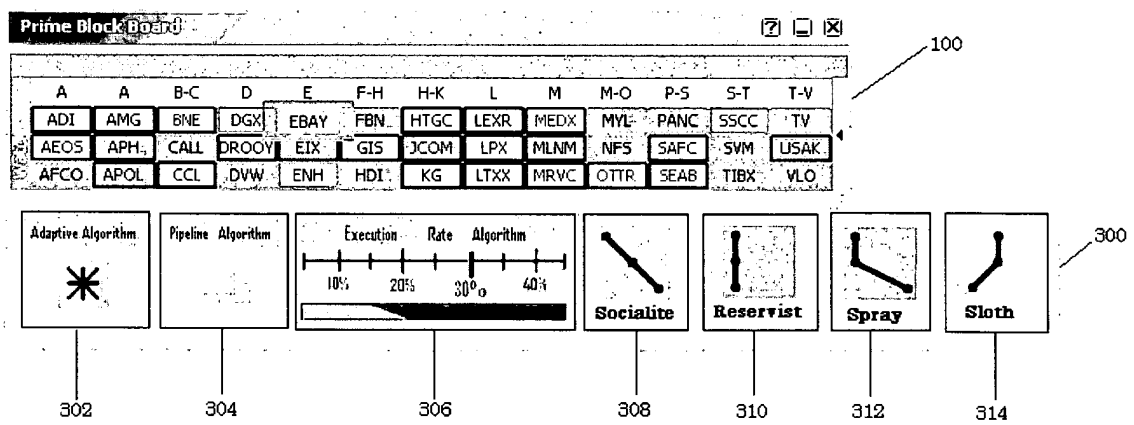 Prime Block Board
100
A A B-C D E F-H H-K L M M-O P-S S-T T-V
ADI AMG BNE DGX EBAY FBN HTGC LEXR MEDX MYL PANC SSCC TV
AEOS APH CALL DROOY EIX GIS JCOM LPX MLNM NFS SAFC SVM USAK
AFCO APOL CCL DVW ENH HDI KG LTXX MRVC OTTR SEAB TIBX VLO
Adaptive Algorithm
Pipeline Algorithm
Execution Rate Algorithm
10% 20% 30% 40%
Socialite
Reservist
Spray
Sloth
300
302 304 306 308 310 312 314